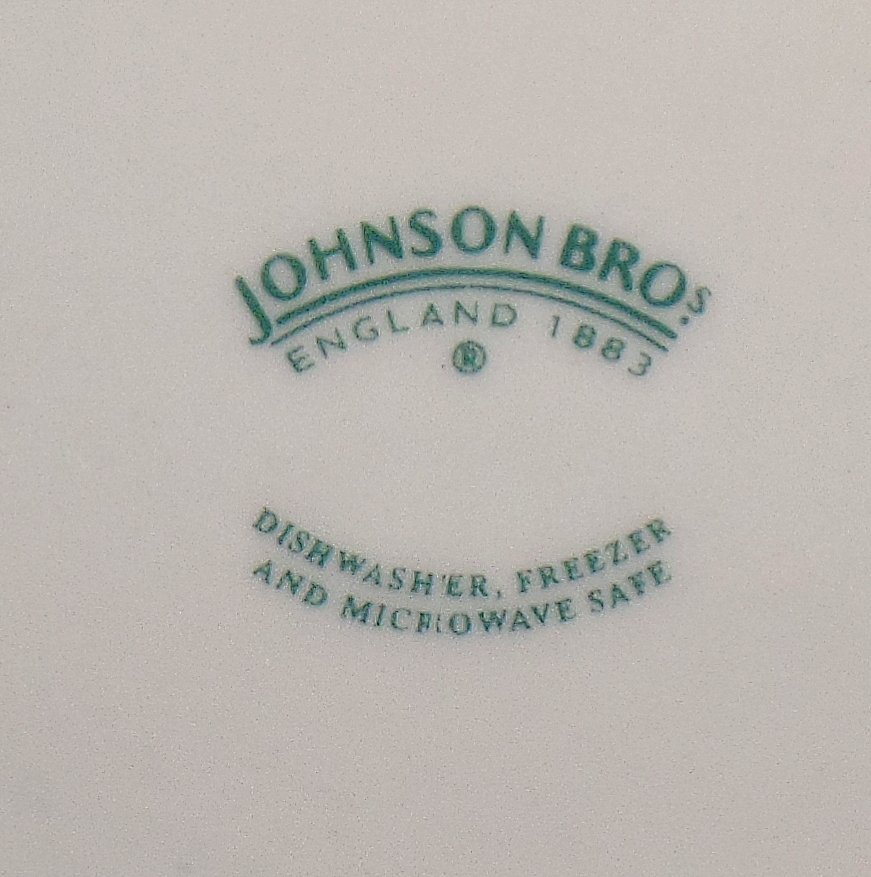 JOHNSON BROS
ENGLAND 1883
®
DISHWASHER, FREEZER
AND MICROWAVE SAFE